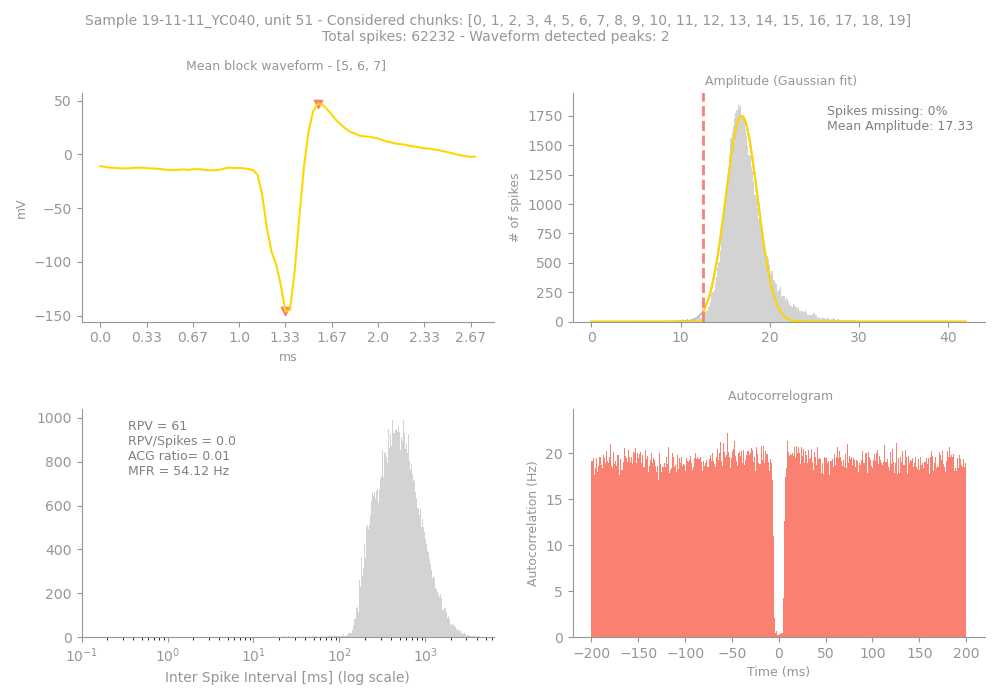 Sample 19-11-11_YC040, unit 51 - Considered chunks: [0, 1, 2, 3, 4, 5, 6, 7, 8, 9, 10, 11, 12, 13, 14, 15, 16, 17, 18, 19]
Total spikes: 62232 - Waveform detected peaks: 2
Mean block waveform - [5, 6, 7]
50
0
−50
−100
−150
mV
0.0 0.33 0.67 1.0 1.33 1.67 2.0 2.33 2.67
ms
Amplitude (Gaussian fit)
Spikes missing: 0%
Mean Amplitude: 17.33
1750
1500
1250
1000
750
500
250
0
# of spikes
0 10 20 30 40
RPV = 61
RPV/Spikes = 0.0
ACG ratio= 0.01
MFR = 54.12 Hz
1000
800
600
400
200
0
10⁻¹ 10⁰ 10¹ 10² 10³
Inter Spike Interval [ms] (log scale)
Autocorrelogram
20
15
10
5
0
Autocorrelation (Hz)
−200 −150 −100 −50 0 50 100 150 200
Time (ms)